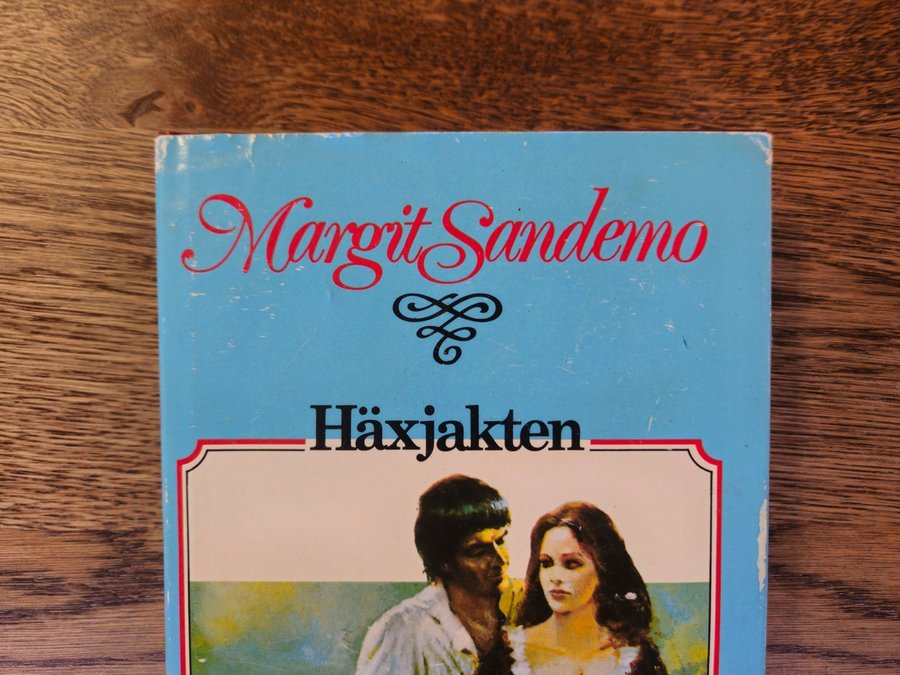 Margit Sandemo
Häxjakten